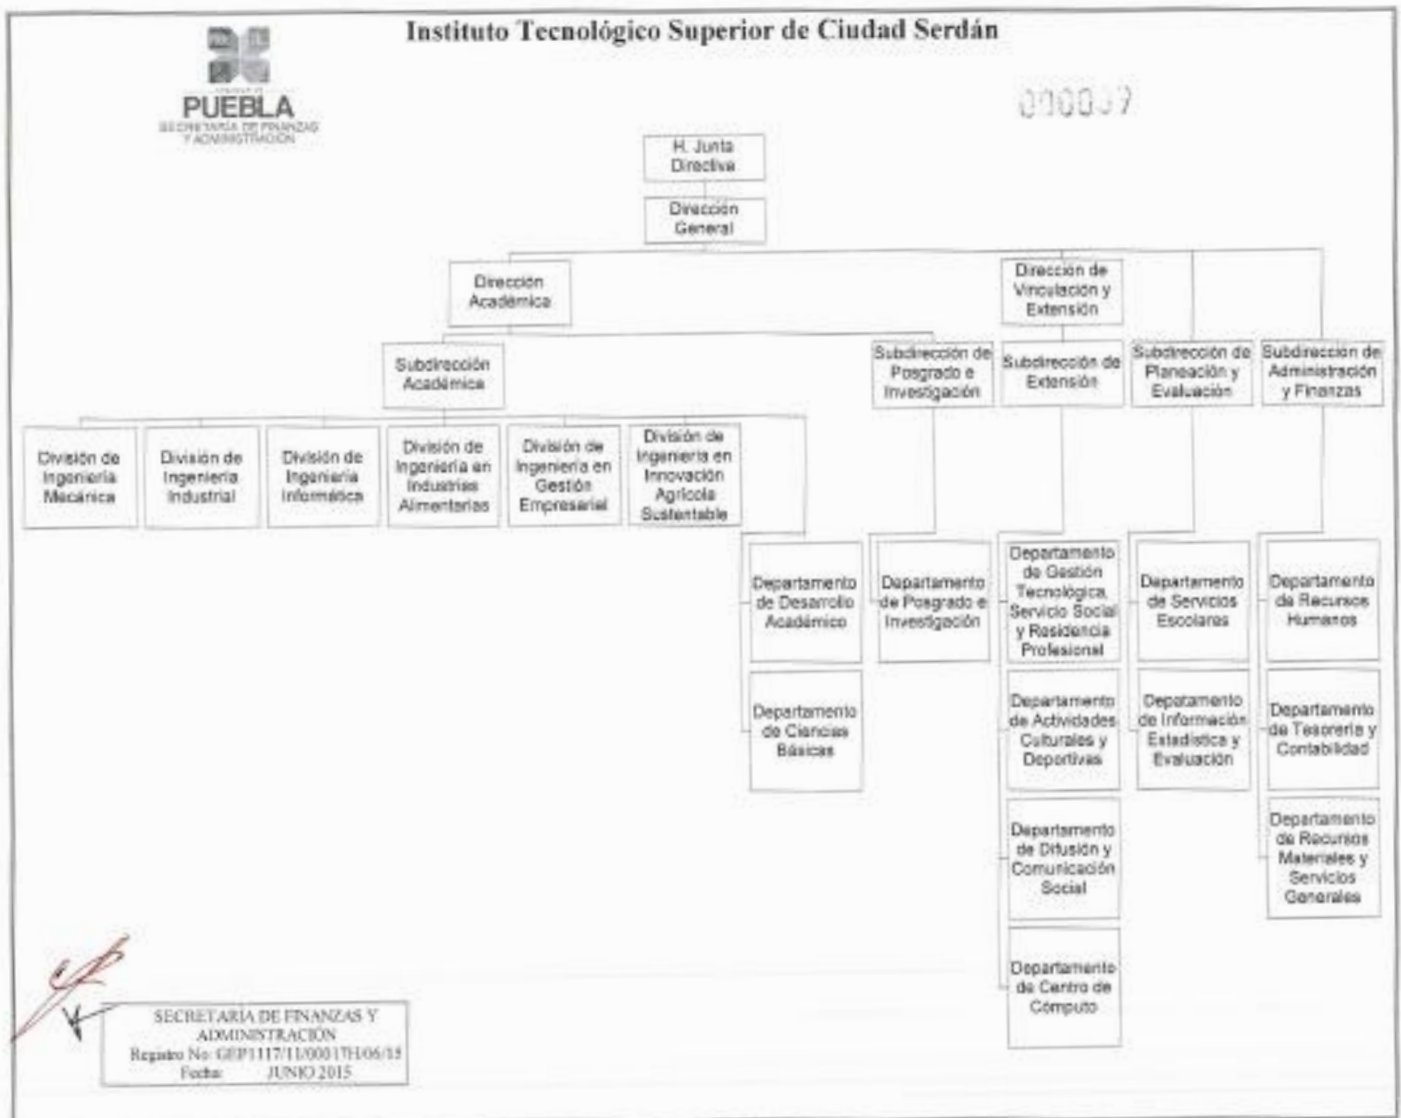 Instituto Tecnológico Superior de Ciudad Serdán
PUEBLA
SECRETARÍA DE FINANZAS
Y ADMINISTRACIÓN
H. Junta
Directiva
Dirección
General
Dirección
Académica
Dirección de
Vinculación y
Extensión
Subdirección
Académica
Subdirección de
Posgrado e
Investigación
Subdirección de
Extensión
Subdirección de
Planeación y
Evaluación
Subdirección de
Administración
y Finanzas
División de
Ingeniería
Mecánica
División de
Ingeniería
Industrial
División de
Ingeniería
Informática
División de
Ingeniería en
Industrias
Alimentarias
División de
Ingeniería en
Gestión
Empresarial
División de
Ingeniería en
Innovación
Agrícola
Sustentable
Departamento
de Desarrollo
Académico
Departamento
de Posgrado e
Investigación
Departamento
de Gestión
Tecnológica,
Servicio Social
y Residencia
Profesional
Departamento
de Servicios
Escolares
Departamento
de Recursos
Humanos
Departamento
de Ciencias
Básicas
Departamento
de Actividades
Culturales y
Deportivas
Depatamento
de Información
Estadística y
Evaluación
Departamento
de Tesorería y
Contabilidad
Departamento
de Difusión y
Comunicación
Social
Departamento
de Recursos
Materiales y
Servicios
Generales
Departamento
de Centro de
Cómputo
SECRETARÍA DE FINANZAS Y
ADMINISTRACIÓN
Registro No: GEP1117/11/00017H/06/15
Fecha: JUNIO 2015